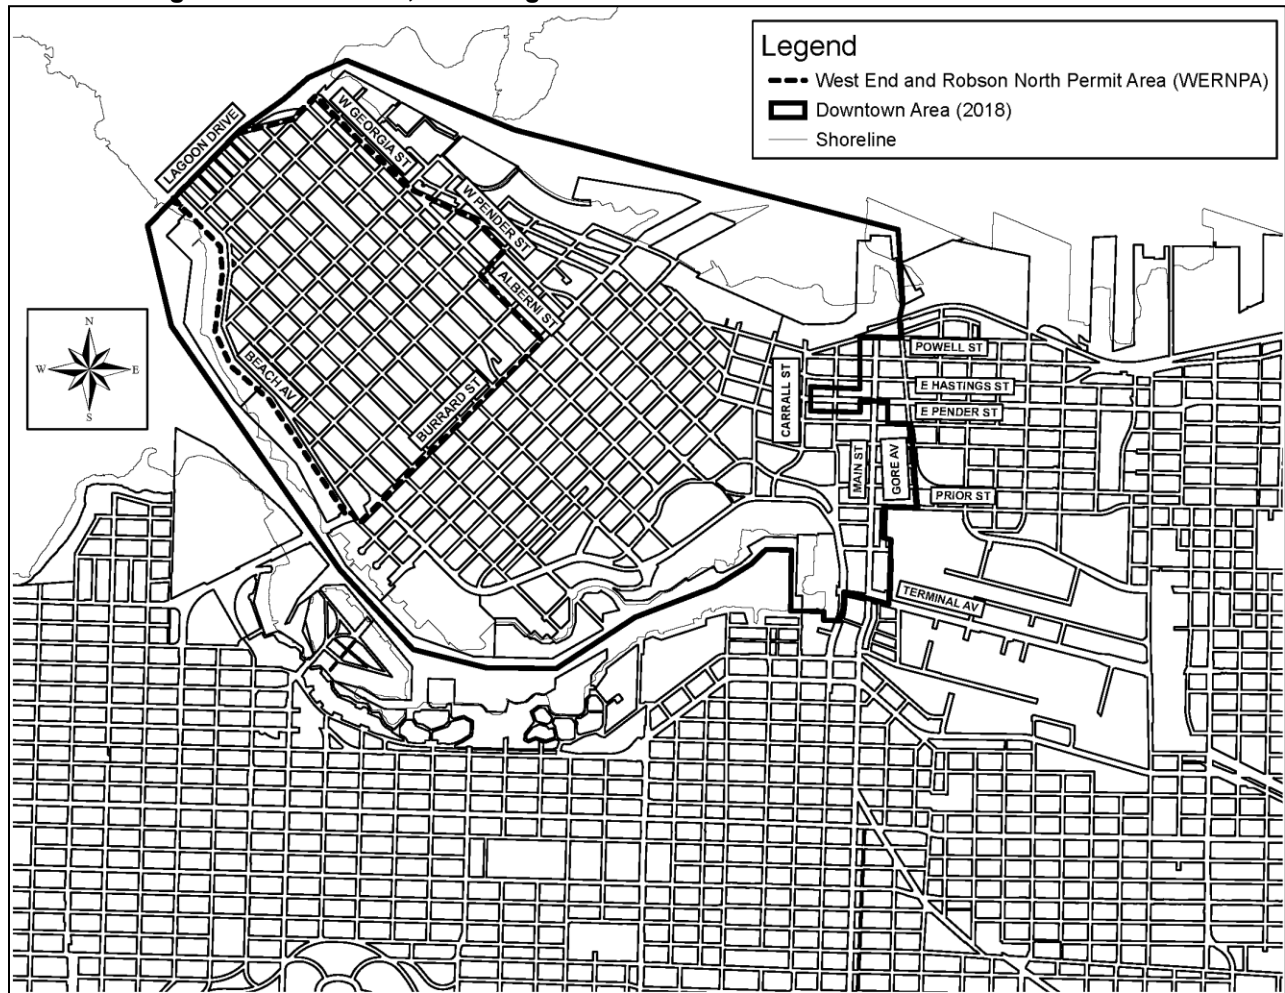 Legend
West End and Robson North Permit Area (WERNPA)
Downtown Area (2018)
Shoreline
LAGOON DRIVE
W GEORGIA ST
W PENDER ST
ALBERNI ST
BEACH AV
BURRARD ST
N
W E
S
CARRALL ST
POWELL ST
E HASTINGS ST
E PENDER ST
MAIN ST
GORE AV
PRIOR ST
TERMINAL AV